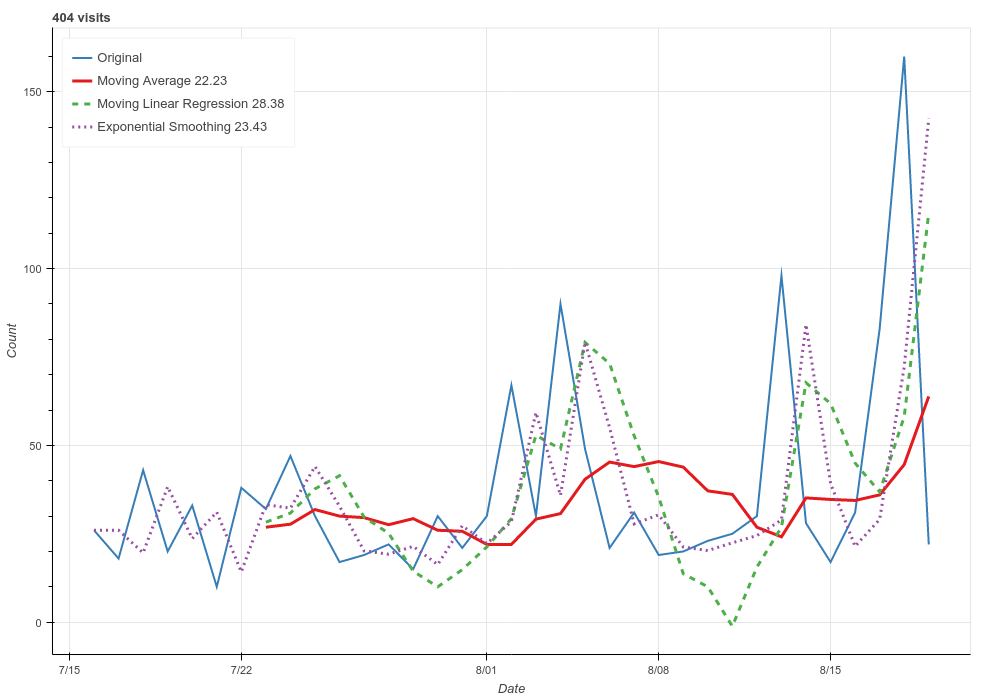 404 visits
Original
Moving Average 22.23
Moving Linear Regression 28.38
Exponential Smoothing 23.43
150
100
50
0
Count
7/15 7/22 8/01 8/08 8/15
Date